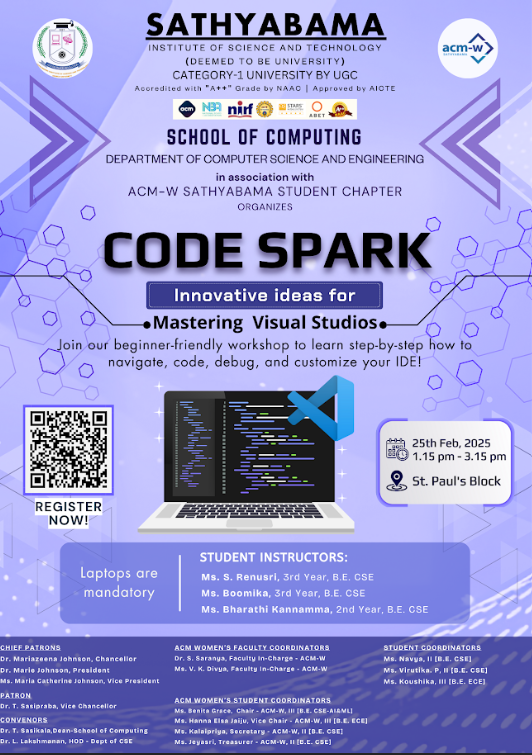 SATHYABAMA
INSTITUTE OF SCIENCE AND TECHNOLOGY
(DEEMED TO BE UNIVERSITY)
CATEGORY-1 UNIVERSITY BY UGC
Accredited with "A++" Grade by NAAC | Approved by AICTE
acm-w
acm nirf ABET
SCHOOL OF COMPUTING
DEPARTMENT OF COMPUTER SCIENCE AND ENGINEERING
in association with
ACM-W SATHYABAMA STUDENT CHAPTER
ORGANIZES
CODE SPARK
Innovative ideas for
Mastering Visual Studios
Join our beginner-friendly workshop to learn step-by-step how to
navigate, code, debug, and customize your IDE!
REGISTER
NOW!
25th Feb, 2025
1.15 pm - 3.15 pm
St. Paul's Block
Laptops are
mandatory
STUDENT INSTRUCTORS:
Ms. S. Renusri, 3rd Year, B.E. CSE
Ms. Boomika, 3rd Year, B.E. CSE
Ms. Bharathi Kannamma, 2nd Year, B.E. CSE
CHIEF PATRONS
Dr. Mariazeena Johnson, Chancellor
Dr. Marie Johnson, President
Ms. Maria Catherine Johnson, Vice President
PATRON
Dr. T. Sasipraba, Vice Chancellor
CONVENORS
Dr. T. Sasikala,Dean-School of Computing
Dr. L. Lakshmanan, HOD - Dept of CSE
ACM WOMEN'S FACULTY COORDINATORS
Dr. S. Saranya, Faculty In-Charge - ACM-W
Ms. V. K. Divya, Faculty In-Charge - ACM-W
ACM WOMEN'S STUDENT COORDINATORS
Ms. Benita Grace, Chair - ACM-W, III [B.E. CSE-AI&ML]
Ms. Hanna Elsa Jaiju, Vice Chair - ACM-W, III [B.E. ECE]
Ms. Kalaipriya, Secretary - ACM-W, II [B.E. CSE]
Ms. Jeyasri, Treasurer - ACM-W, II [B.E. CSE]
STUDENT COORDINATORS
Ms. Navya, II [B.E. CSE]
Ms. Virutika. P, II [B.E. CSE]
Ms. Koushika, III [B.E. ECE]